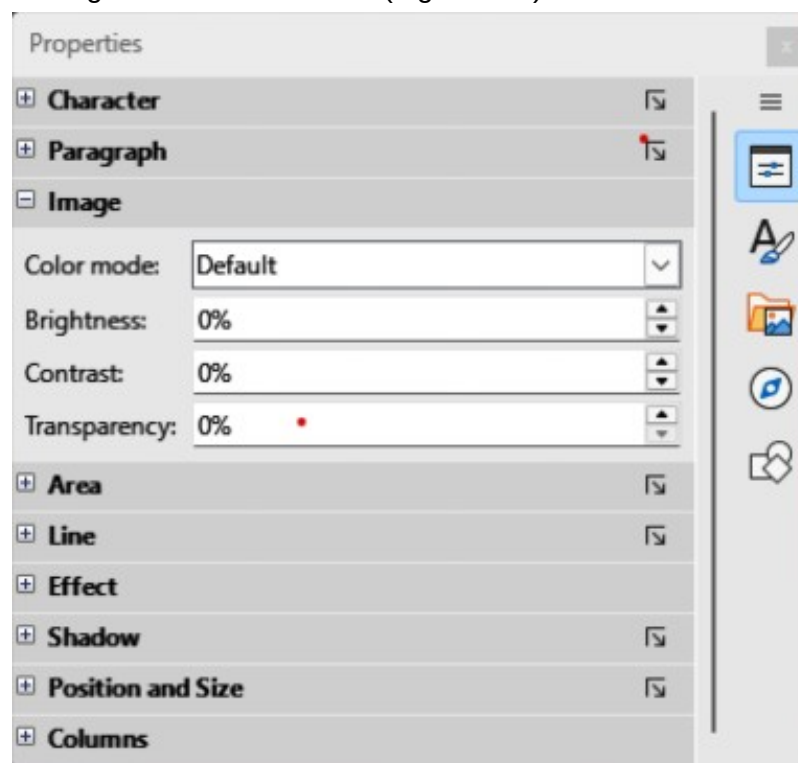 Properties
x
Character
Paragraph
Image
Color mode: Default
Brightness: 0%
Contrast: 0%
Transparency: 0%
Area
Line
Effect
Shadow
Position and Size
Columns